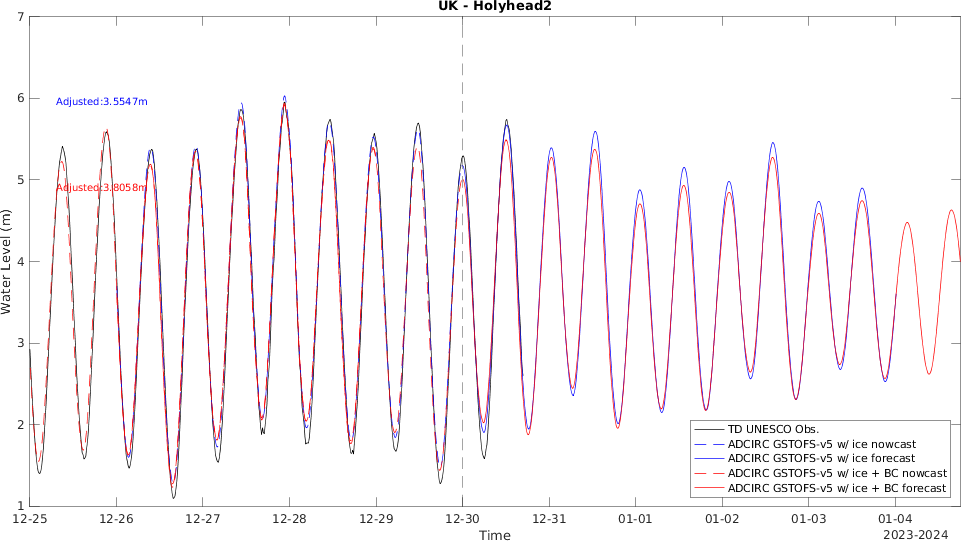 UK - Holyhead2
7
6
5
4
3
2
1
Water Level (m)
Adjusted:3.5547m
Adjusted:3.8058m
TD UNESCO Obs.
ADCIRC GSTOFS-v5 w/ ice nowcast
ADCIRC GSTOFS-v5 w/ ice forecast
ADCIRC GSTOFS-v5 w/ ice + BC nowcast
ADCIRC GSTOFS-v5 w/ ice + BC forecast
12-25 12-26 12-27 12-28 12-29 12-30 12-31 01-01 01-02 01-03 01-04
Time
2023-2024